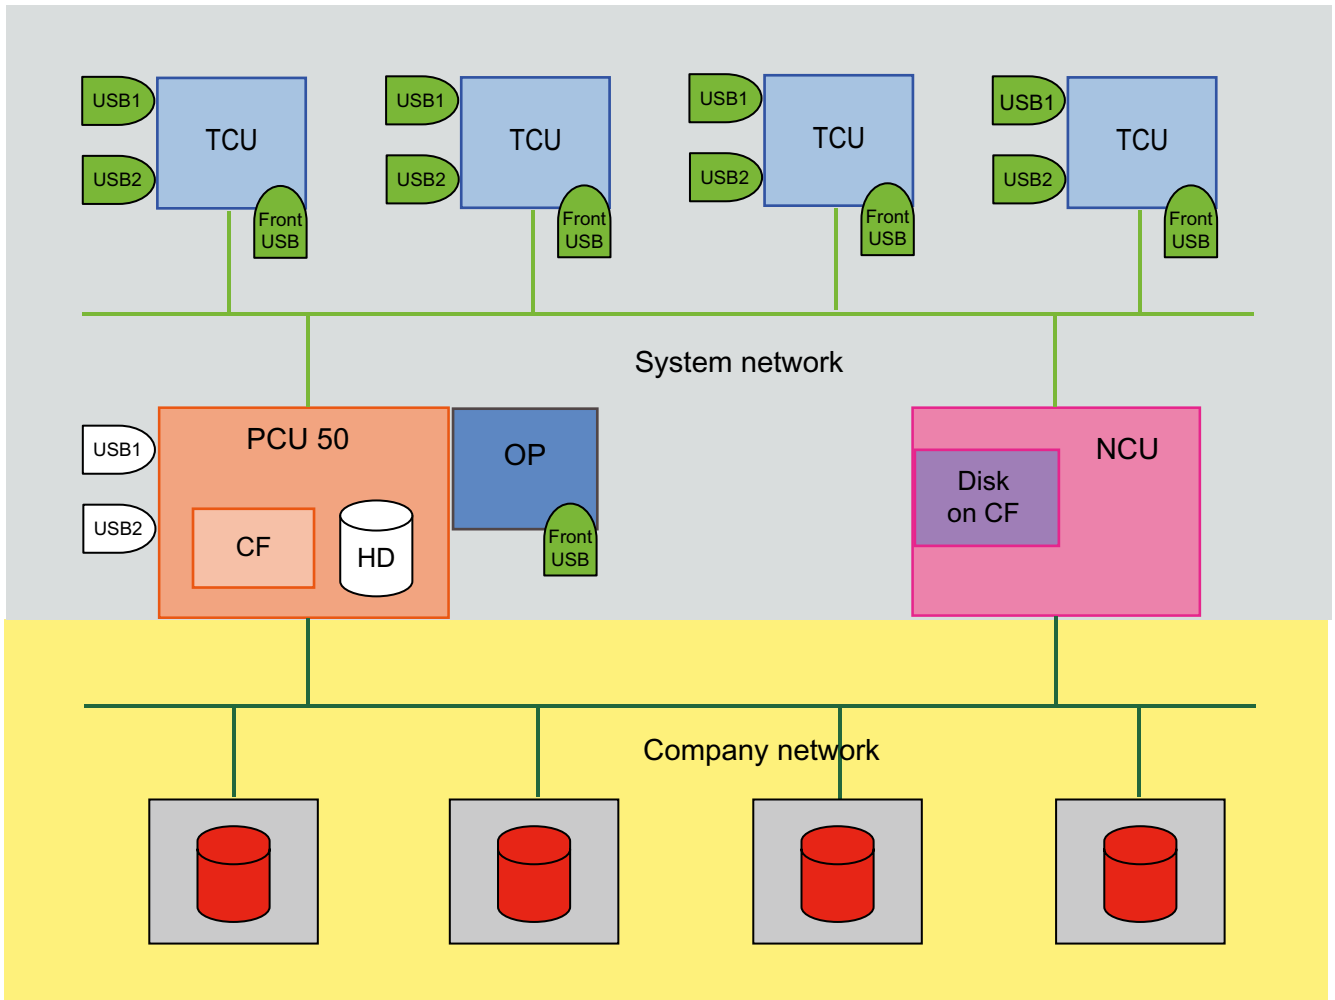 USB1
USB2
TCU
Front
USB
USB1
USB2
TCU
Front
USB
USB1
USB2
TCU
Front
USB
USB1
USB2
TCU
Front
USB
System network
USB1
USB2
PCU 50
CF
HD
OP
Front
USB
NCU
Disk
on CF
Company network